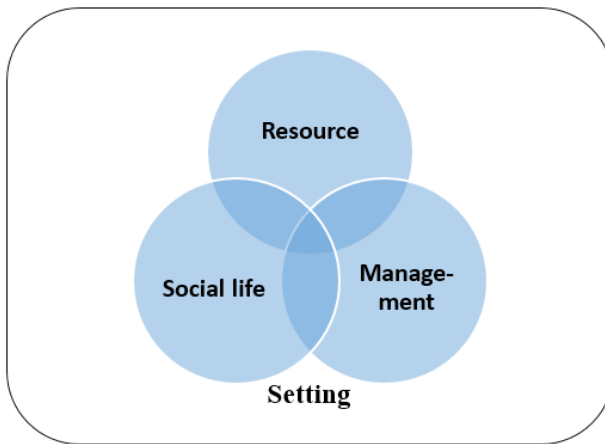 Resource
Social life
Manage-
ment
Setting